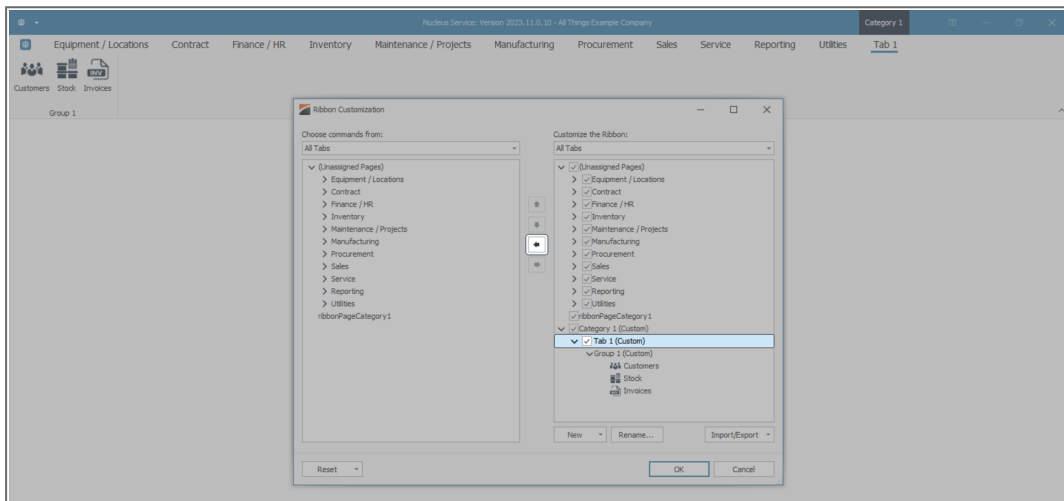 Nucleus Service: Version 2023.11.0.10 - All Things Example Company
Category 1
Equipment / Locations Contract Finance / HR Inventory Maintenance / Projects Manufacturing Procurement Sales Service Reporting Utilities Tab 1
INV
Customers Stock Invoices
Group 1
Ribbon Customization
Choose commands from:
All Tabs
(Unassigned Pages)
Equipment / Locations
Contract
Finance / HR
Inventory
Maintenance / Projects
Manufacturing
Procurement
Sales
Service
Reporting
Utilities
ribbonPageCategory1
Customize the Ribbon:
All Tabs
(Unassigned Pages)
Equipment / Locations
Contract
Finance / HR
Inventory
Maintenance / Projects
Manufacturing
Procurement
Sales
Service
Reporting
Utilities
ribbonPageCategory1
Category 1 (Custom)
Tab 1 (Custom)
Group 1 (Custom)
Customers
Stock
Invoices
New Rename... Import/Export
Reset OK Cancel